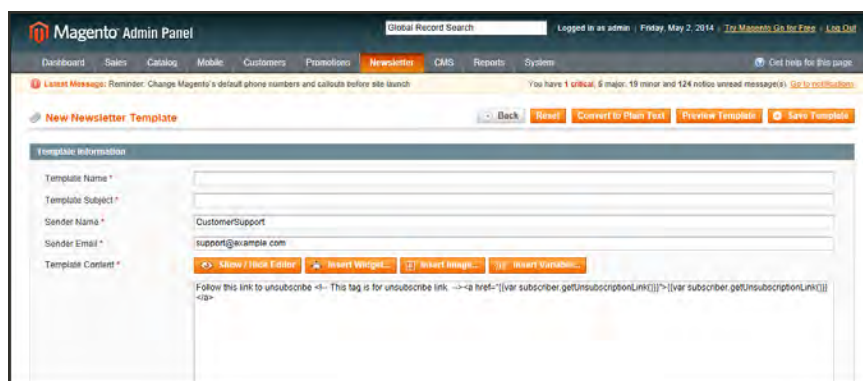 Magento Admin Panel
Global Record Search
Logged in as admin | Friday, May 2, 2014 | Try Magento Go for Free | Log Out
Dashboard Sales Catalog Mobile Customers Promotions Newsletter CMS Reports System
Get help for this page
Latest Message: Reminder: Change Magento's default phone numbers and callouts before site launch
You have 1 critical, 6 major, 19 minor and 124 notice unread message(s). Go to notifications
New Newsletter Template
Back Reset Convert to Plain Text Preview Template Save Template
Template Information
Template Name *
Template Subject *
Sender Name * CustomerSupport
Sender Email * support@example.com
Template Content * Show / Hide Editor Insert Widget... Insert Image... Insert Variable...
Follow this link to unsubscribe <!-- This tag is for unsubscribe link --><a href="{{var subscriber.getUnsubscriptionLink()}}">{{var subscriber.getUnsubscriptionLink()}}
</a>